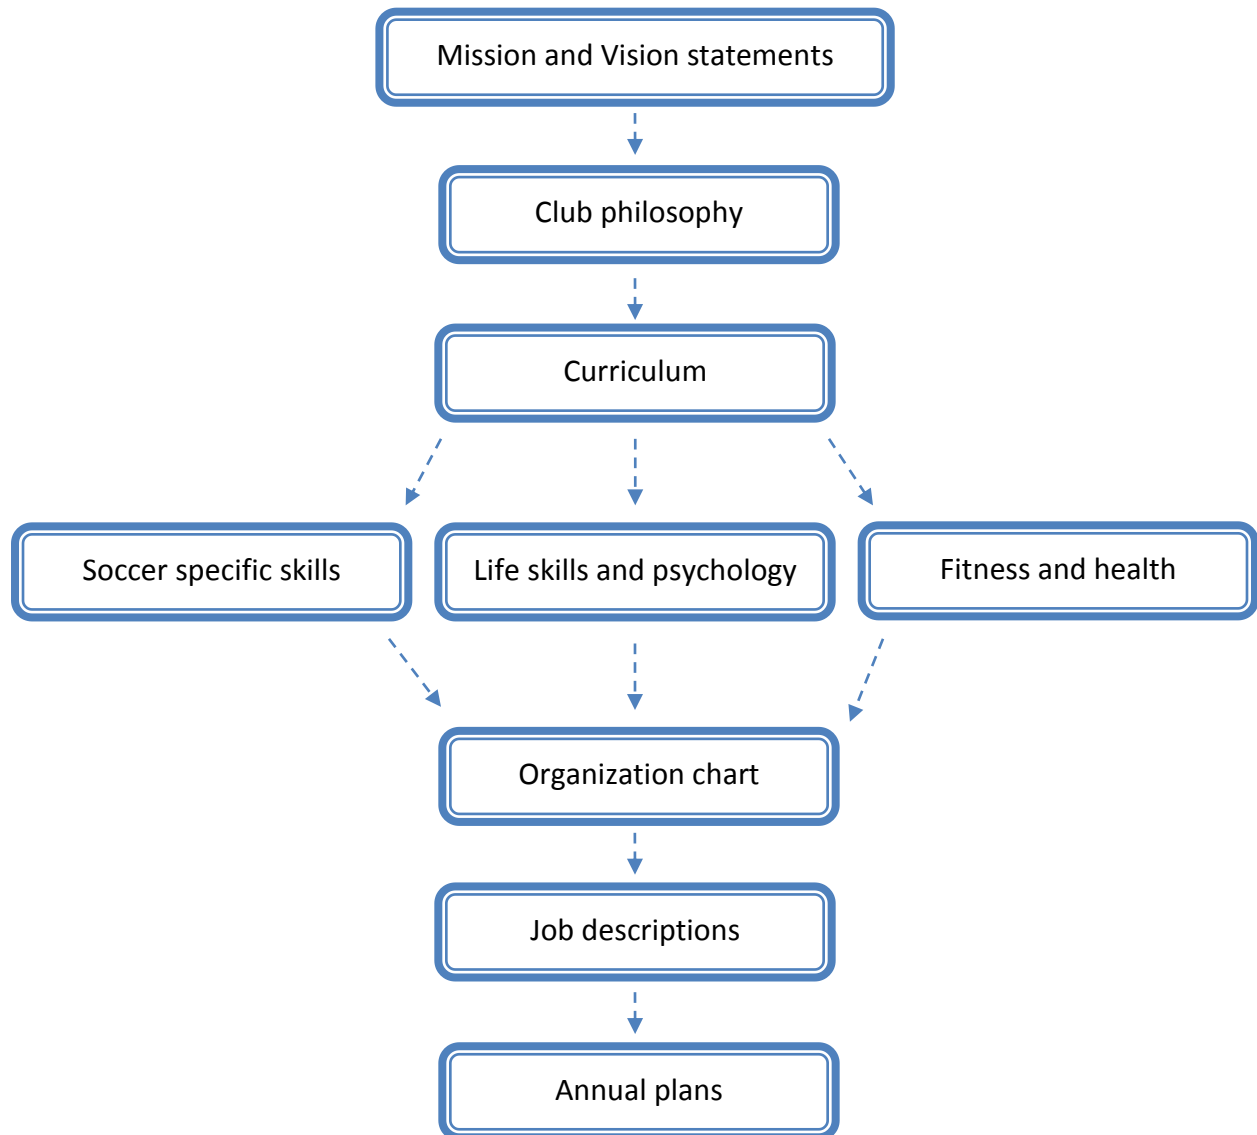 Mission and Vision statements
Club philosophy
Curriculum
Soccer specific skills
Life skills and psychology
Fitness and health
Organization chart
Job descriptions
Annual plans